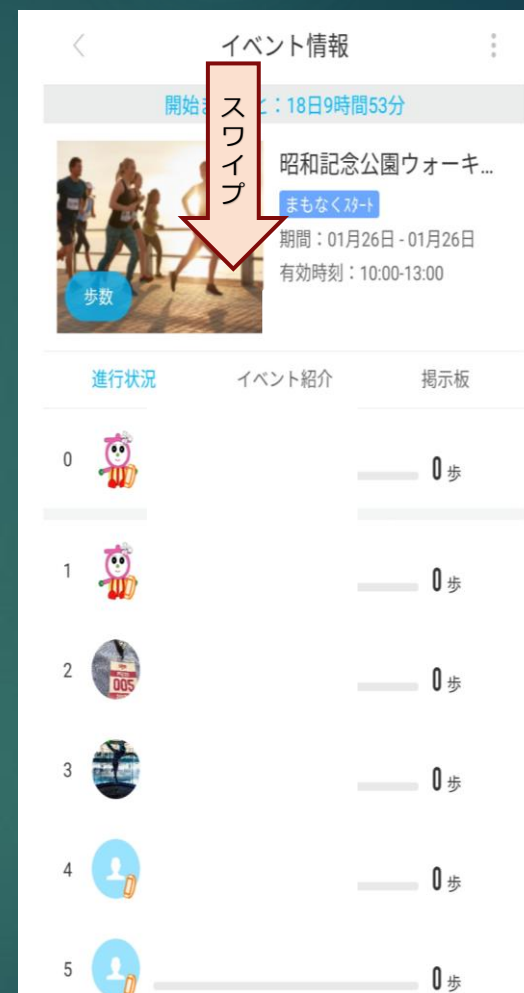 イベント情報
開始
と：18日9時間53分
スワイプ
昭和記念公園ウォーキ...
まもなくスタート
期間：01月26日 - 01月26日
有効時刻：10:00-13:00
歩数
進行状況 イベント紹介 掲示板
0 0歩
1 0歩
2 005 0歩
3 0歩
4 0歩
5 0歩